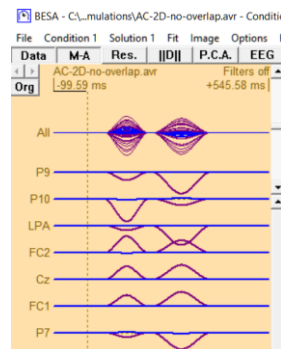 BESA - C:\...mulations\AC-2D-no-overlap.avr - Conditi
File Condition 1 Solution 1 Fit Image Options
Data M-A Res. ||D|| P.C.A. EEG
AC-2D-no-overlap.avr Filters off
Org -99.59 ms +545.58 ms
All
P9
P10
LPA
FC2
Cz
FC1
P7